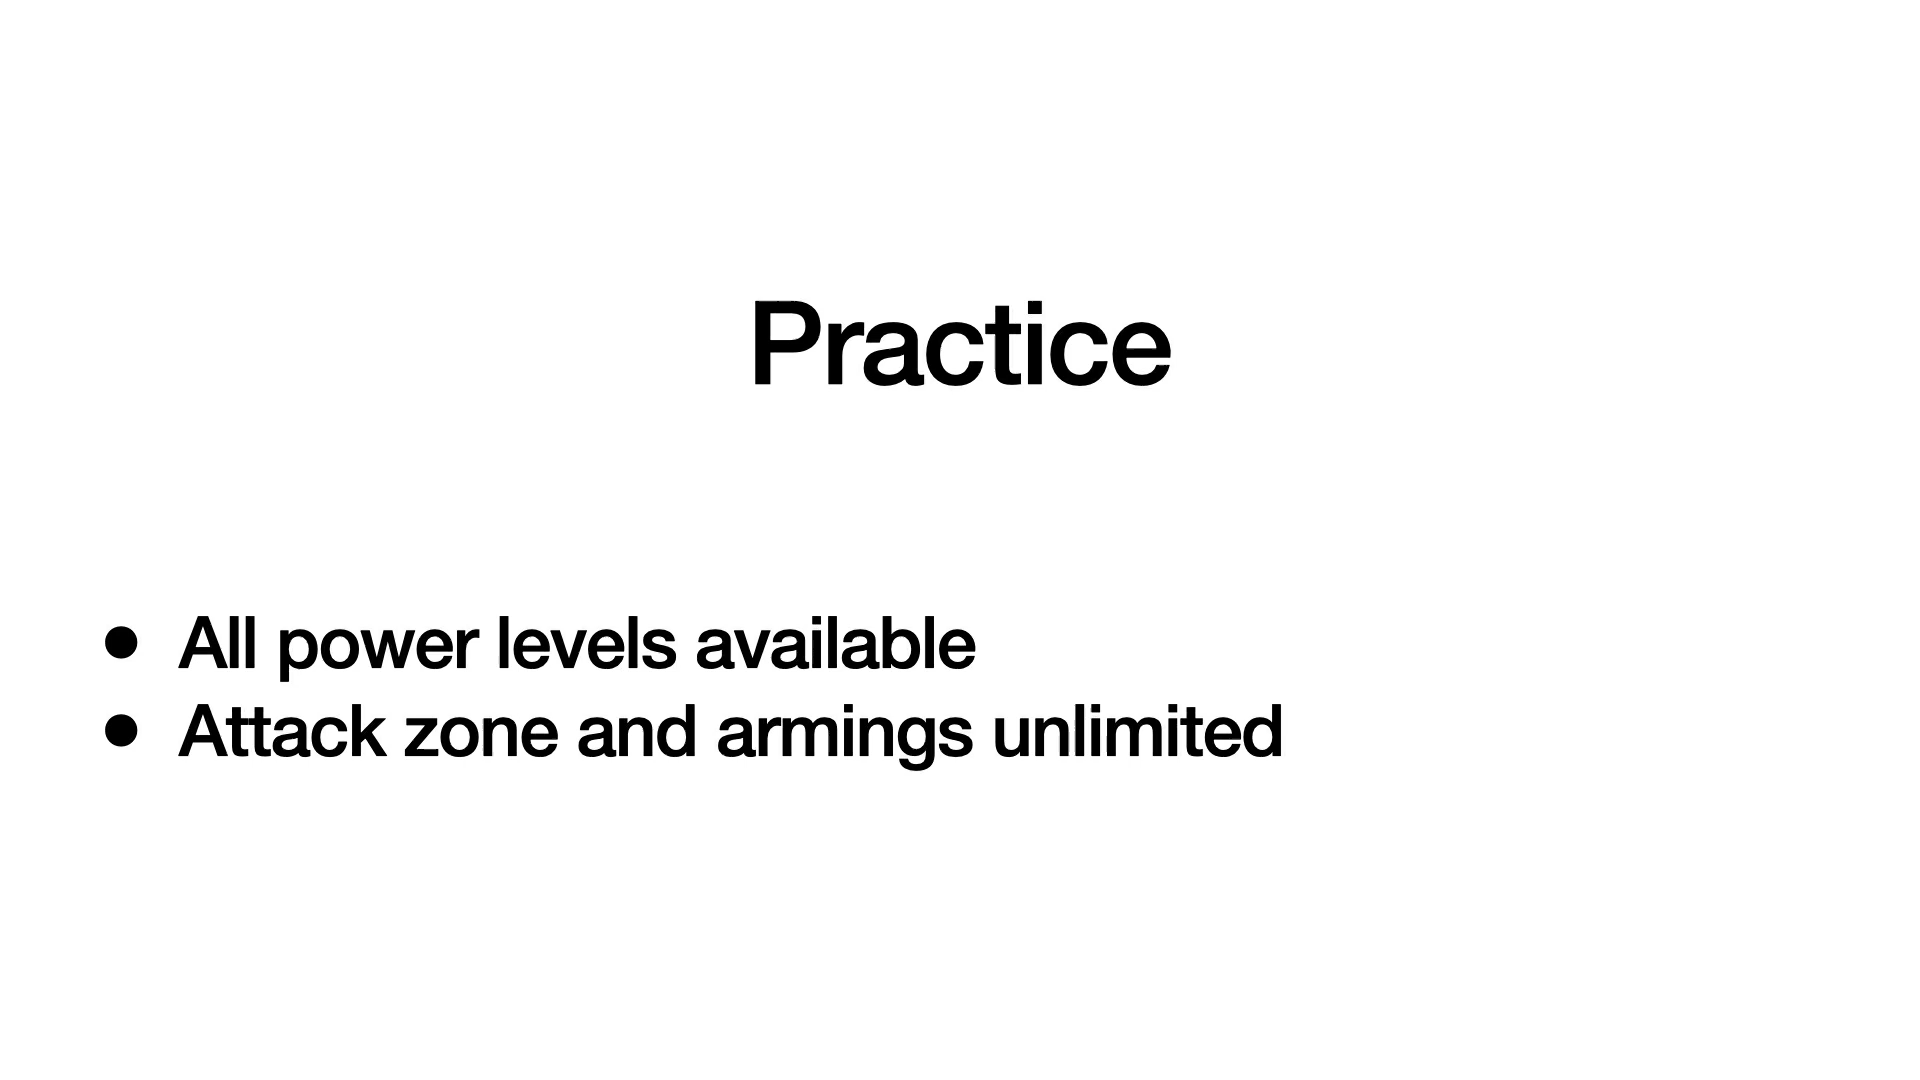 Practice
• All power levels available
• Attack zone and armings unlimited